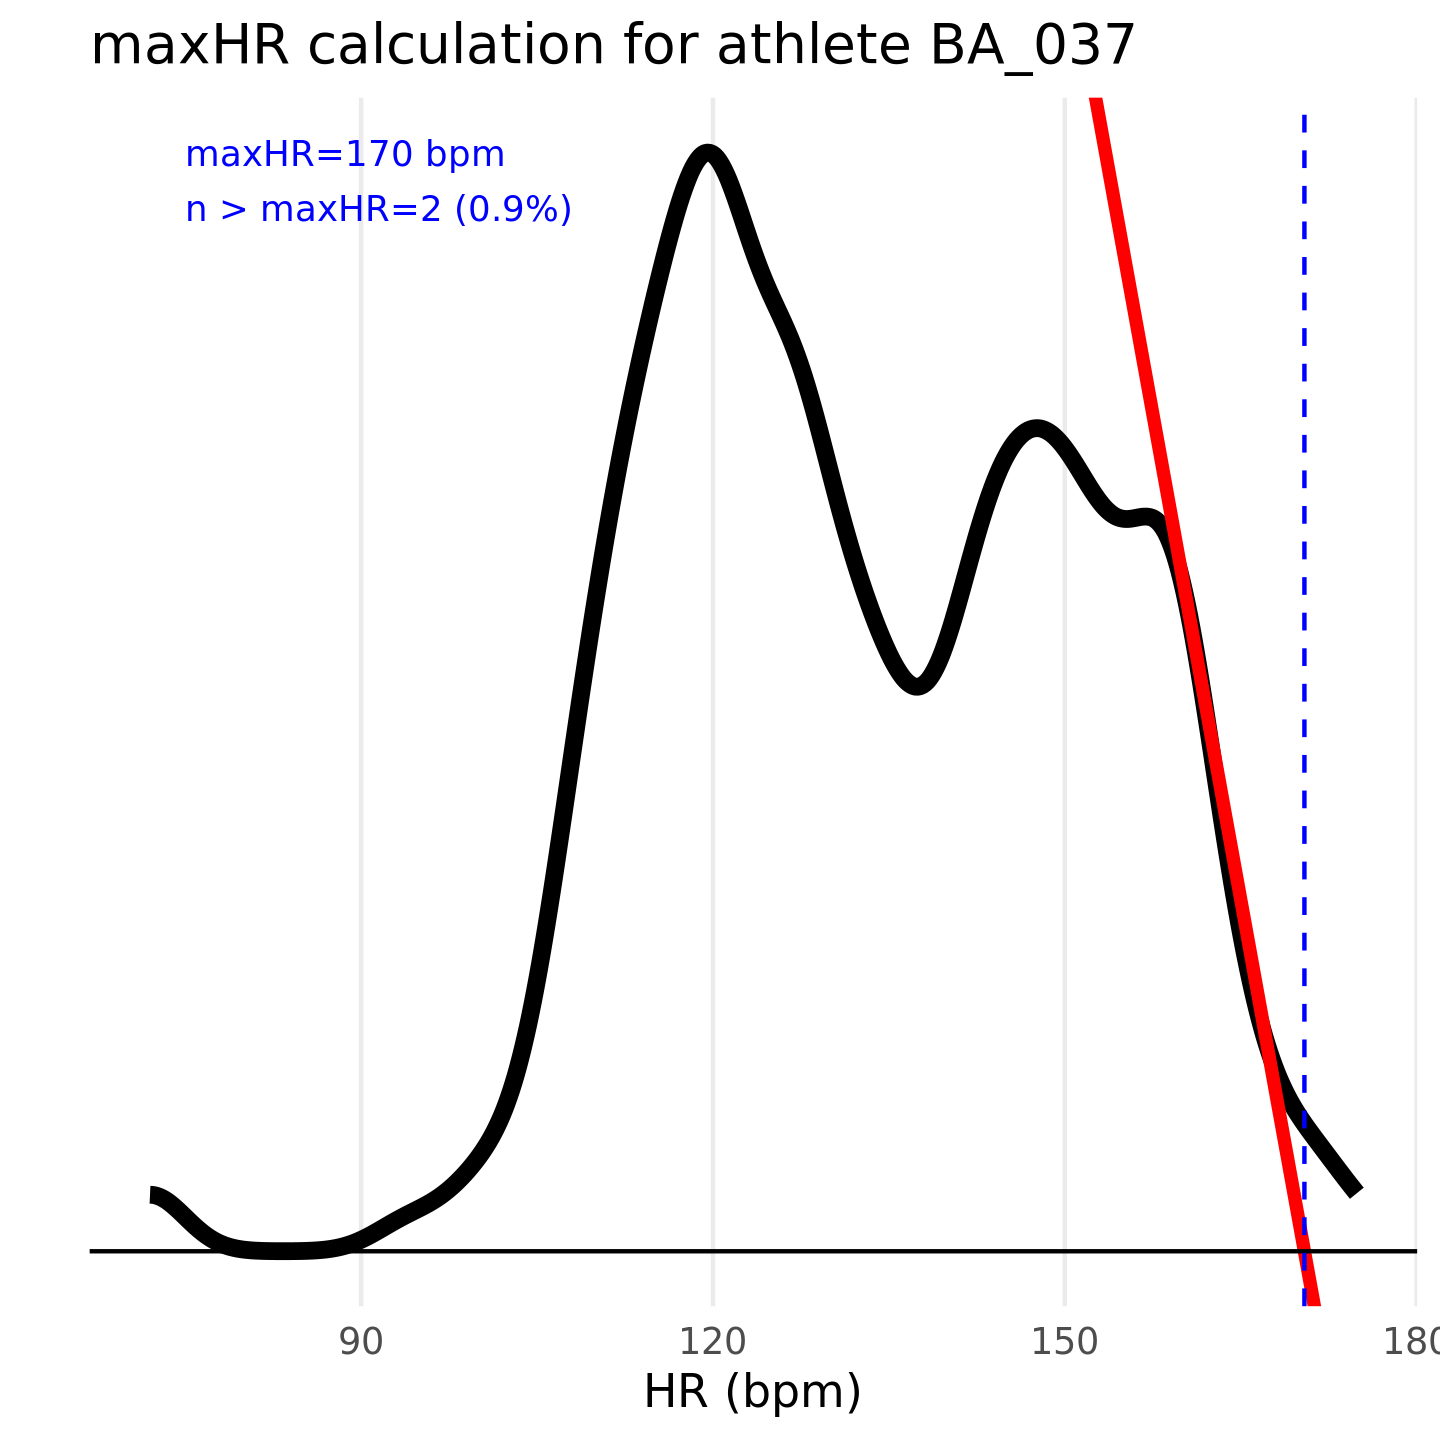 maxHR calculation for athlete BA_037
maxHR=170 bpm
n > maxHR=2 (0.9%)
90 120 150 180
HR (bpm)